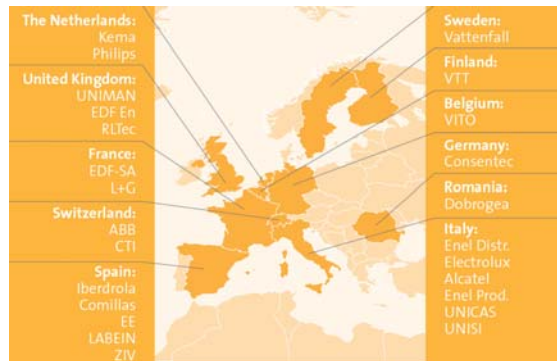 The Netherlands:
Kema
Philips
United Kingdom:
UNIMAN
EDF En
RLTec
France:
EDF-SA
L+G
Switzerland:
ABB
CTI
Spain:
Iberdrola
Comillas
EE
LABEIN
ZIV
Sweden:
Vattenfall
Finland:
VTT
Belgium:
VITO
Germany:
Consentec
Romania:
Dobrogea
Italy:
Enel Distr.
Electrolux
Alcatel
Enel Prod.
UNICAS
UNISI